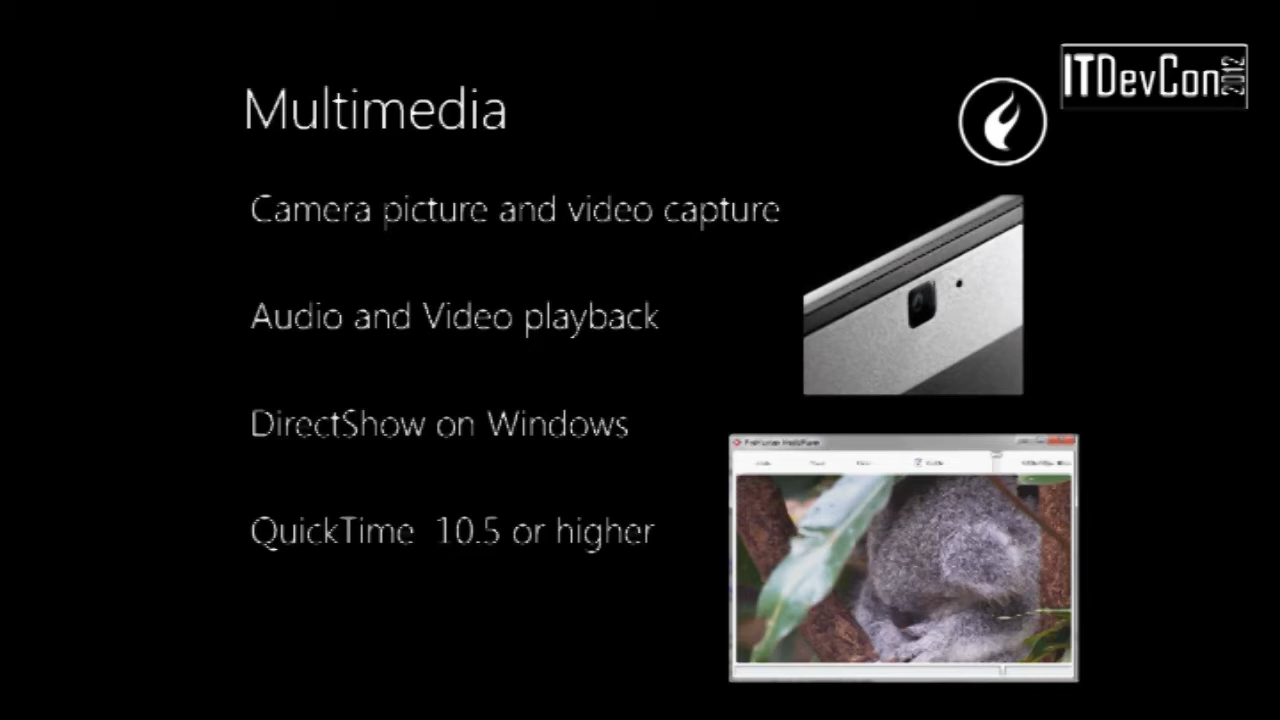 ITDevCon 2012
Multimedia
Camera picture and video capture
Audio and Video playback
DirectShow on Windows
QuickTime 10.5 or higher